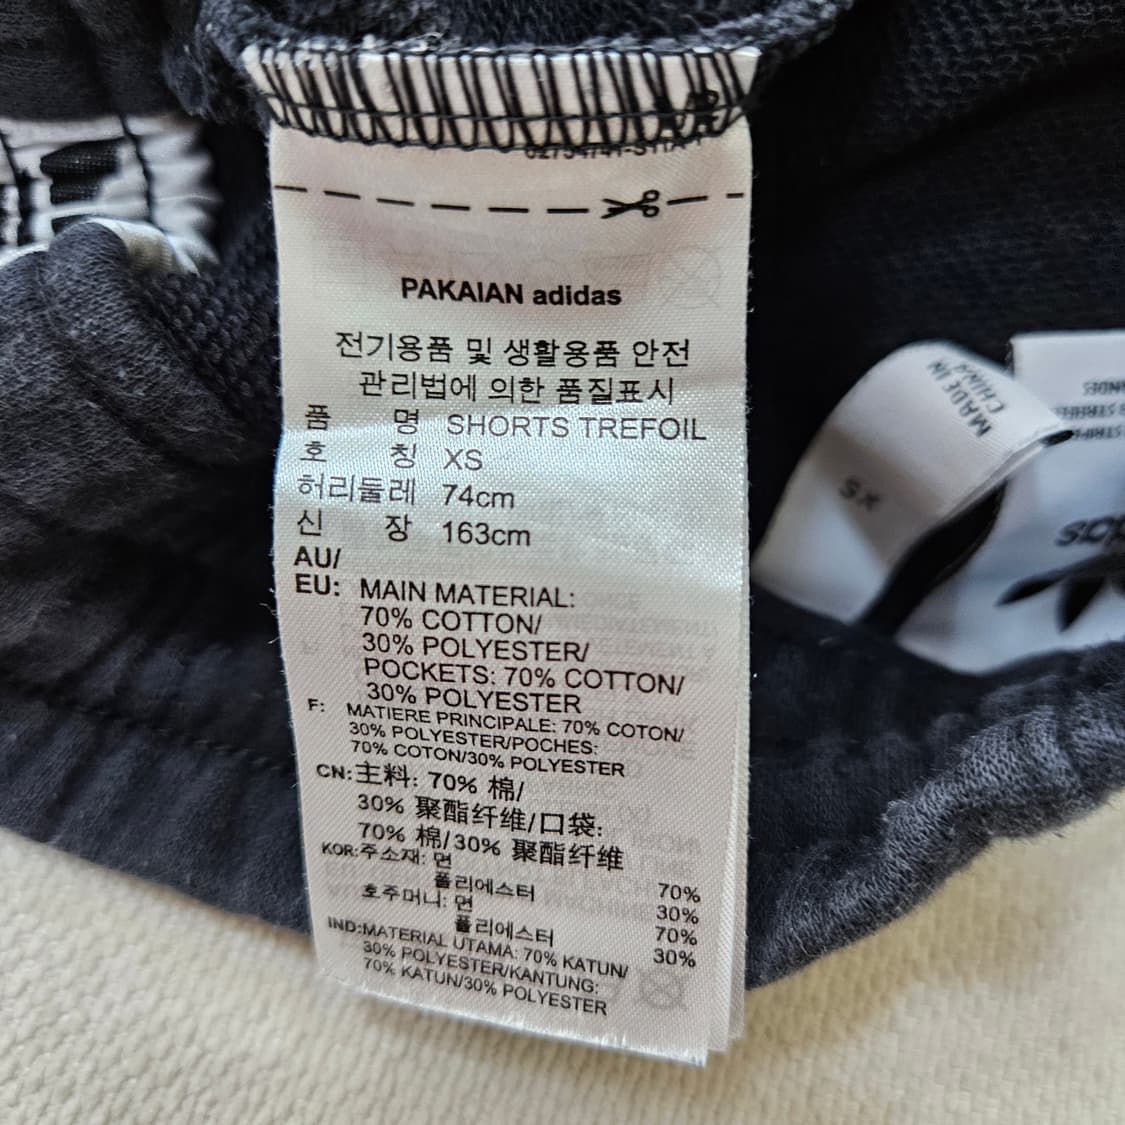 PAKAIAN adidas
전기용품 및 생활용품 안전
관리법에 의한 품질표시
품 명 SHORTS TREFOIL
호 칭 XS
허리둘레 74cm
신 장 163cm
AU/
EU: MAIN MATERIAL:
70% COTTON/
30% POLYESTER/
POCKETS: 70% COTTON/
30% POLYESTER
F: MATIERE PRINCIPALE: 70% COTON/
30% POLYESTER/POCHES:
70% COTON/30% POLYESTER
CN: 主料: 70% 棉/
30% 聚酯纤维/口袋:
70% 棉/30% 聚酯纤维
KOR: 주소재: 면 70%
폴리에스터 30%
호주머니: 면 70%
폴리에스터 30%
IND: MATERIAL UTAMA: 70% KATUN/
30% POLYESTER/KANTUNG:
70% KATUN/30% POLYESTER
MADE IN
CHINA
XS